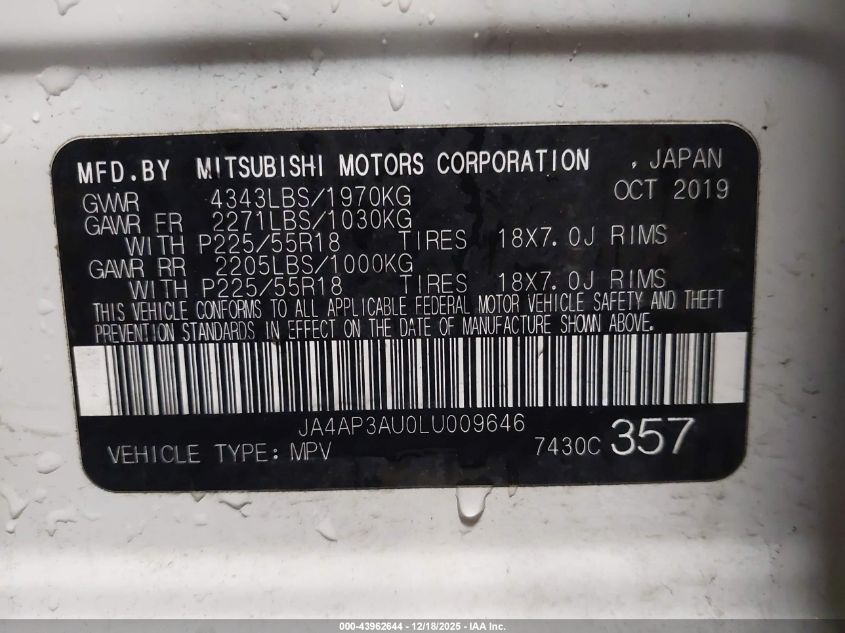 MFD.BY MITSUBISHI MOTORS CORPORATION , JAPAN
GVWR 4343LBS/1970KG OCT 2019
GAWR FR 2271LBS/1030KG
WITH P225/55R18 TIRES 18X7.0J RIMS
GAWR RR 2205LBS/1000KG
WITH P225/55R18 TIRES 18X7.0J RIMS
THIS VEHICLE CONFORMS TO ALL APPLICABLE FEDERAL MOTOR VEHICLE SAFETY AND THEFT
PREVENTION STANDARDS IN EFFECT ON THE DATE OF MANUFACTURE SHOWN ABOVE.
JA4AP3AU0LU009646
VEHICLE TYPE: MPV 7430C 357
000-43962644 - 12/18/2025 - IAA Inc.